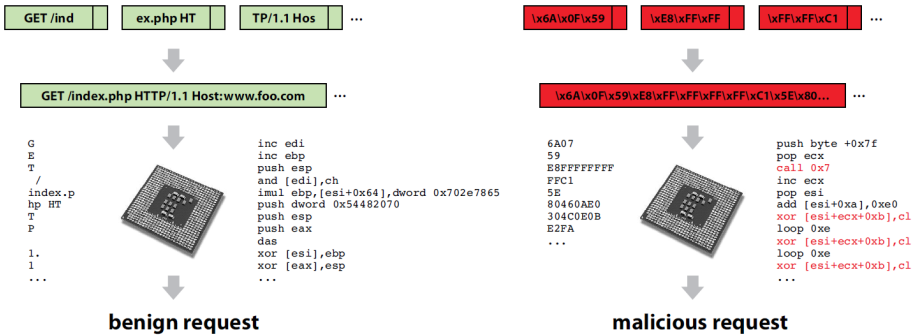 GET /ind
ex.php HT
TP/1.1 Hos
...
GET /index.php HTTP/1.1 Host:www.foo.com
...
G
E
T
/
index.p
hp HT
T
P
1.
1
...
inc edi
inc ebp
push esp
and [edi],ch
imul ebp,[esi+0x64],dword 0x702e7865
push dword 0x54482070
push esp
push eax
das
xor [esi],ebp
xor [eax],esp
...
benign request
\x6A\x0F\x59
\xE8\xFF\xFF
\xFF\xFF\xC1
...
\x6A\x0F\x59\xE8\xFF\xFF\xFF\xFF\xC1\x5E\x80...
...
6A07
59
E8FFFFFFFF
FFC1
5E
80460AE0
304C0E0B
E2FA
...
push byte +0x7f
pop ecx
call 0x7
inc ecx
pop esi
add [esi+0xa],0xe0
xor [esi+ecx+0xb],cl
loop 0xe
xor [esi+ecx+0xb],cl
loop 0xe
xor [esi+ecx+0xb],cl
...
malicious request